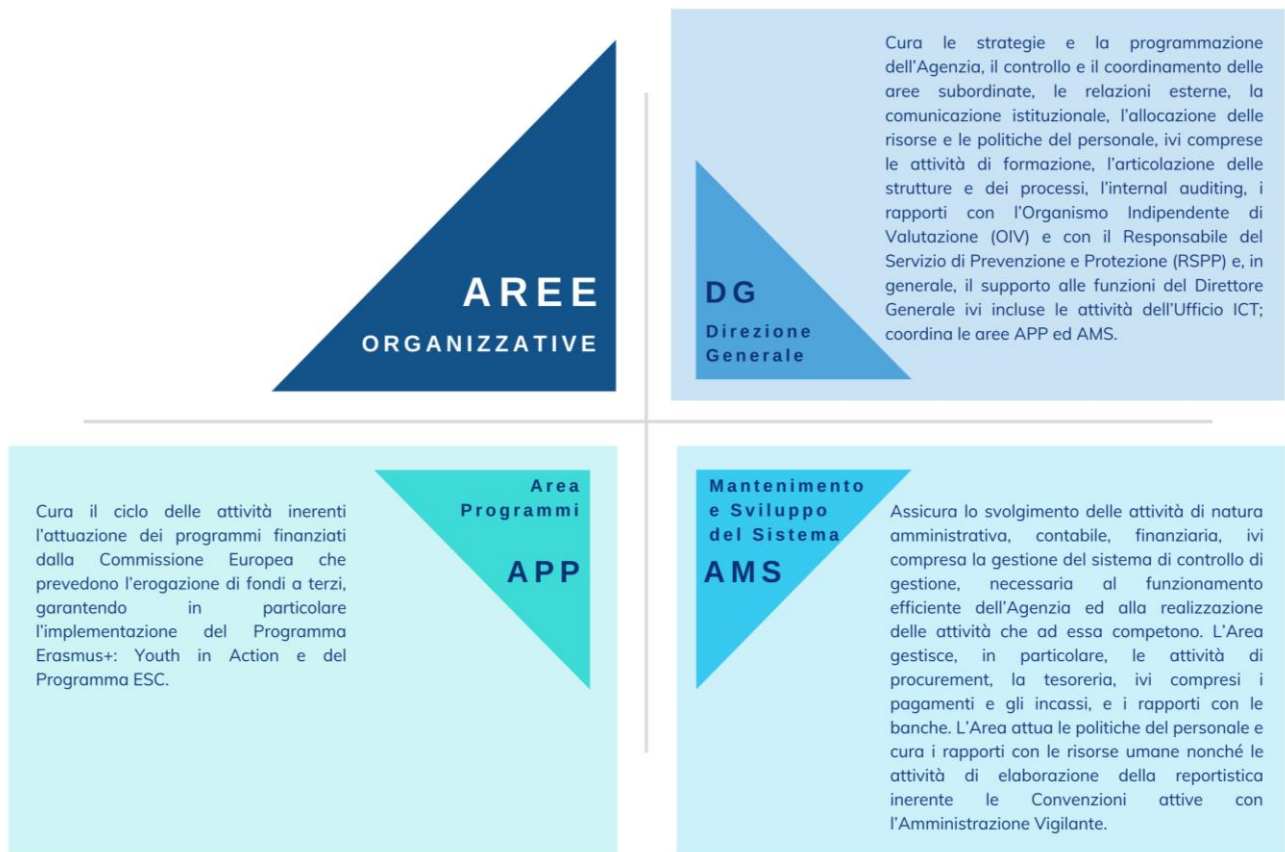 AREE
ORGANIZZATIVE
DG
Direzione
Generale
Cura le strategie e la programmazione
dell'Agenzia, il controllo e il coordinamento delle
aree subordinate, le relazioni esterne, la
comunicazione istituzionale, l'allocazione delle
risorse e le politiche del personale, ivi comprese
le attività di formazione, l'articolazione delle
strutture e dei processi, l'internal auditing, i
rapporti con l'Organismo Indipendente di
Valutazione (OIV) e con il Responsabile del
Servizio di Prevenzione e Protezione (RSPP) e, in
generale, il supporto alle funzioni del Direttore
Generale ivi incluse le attività dell'Ufficio ICT;
coordina le aree APP ed AMS.
Area
Programmi
APP
Cura il ciclo delle attività inerenti
l'attuazione dei programmi finanziati
dalla Commissione Europea che
prevedono l'erogazione di fondi a terzi,
garantendo in particolare
l'implementazione del Programma
Erasmus+: Youth in Action e del
Programma ESC.
Mantenimento
e Sviluppo
del Sistema
AMS
Assicura lo svolgimento delle attività di natura
amministrativa, contabile, finanziaria, ivi
compresa la gestione del sistema di controllo di
gestione, necessaria al funzionamento
efficiente dell'Agenzia ed alla realizzazione
delle attività che ad essa competono. L'Area
gestisce, in particolare, le attività di
procurement, la tesoreria, ivi compresi i
pagamenti e gli incassi, e i rapporti con le
banche. L'Area attua le politiche del personale e
cura i rapporti con le risorse umane nonché le
attività di elaborazione della reportistica
inerente le Convenzioni attive con
l'Amministrazione Vigilante.